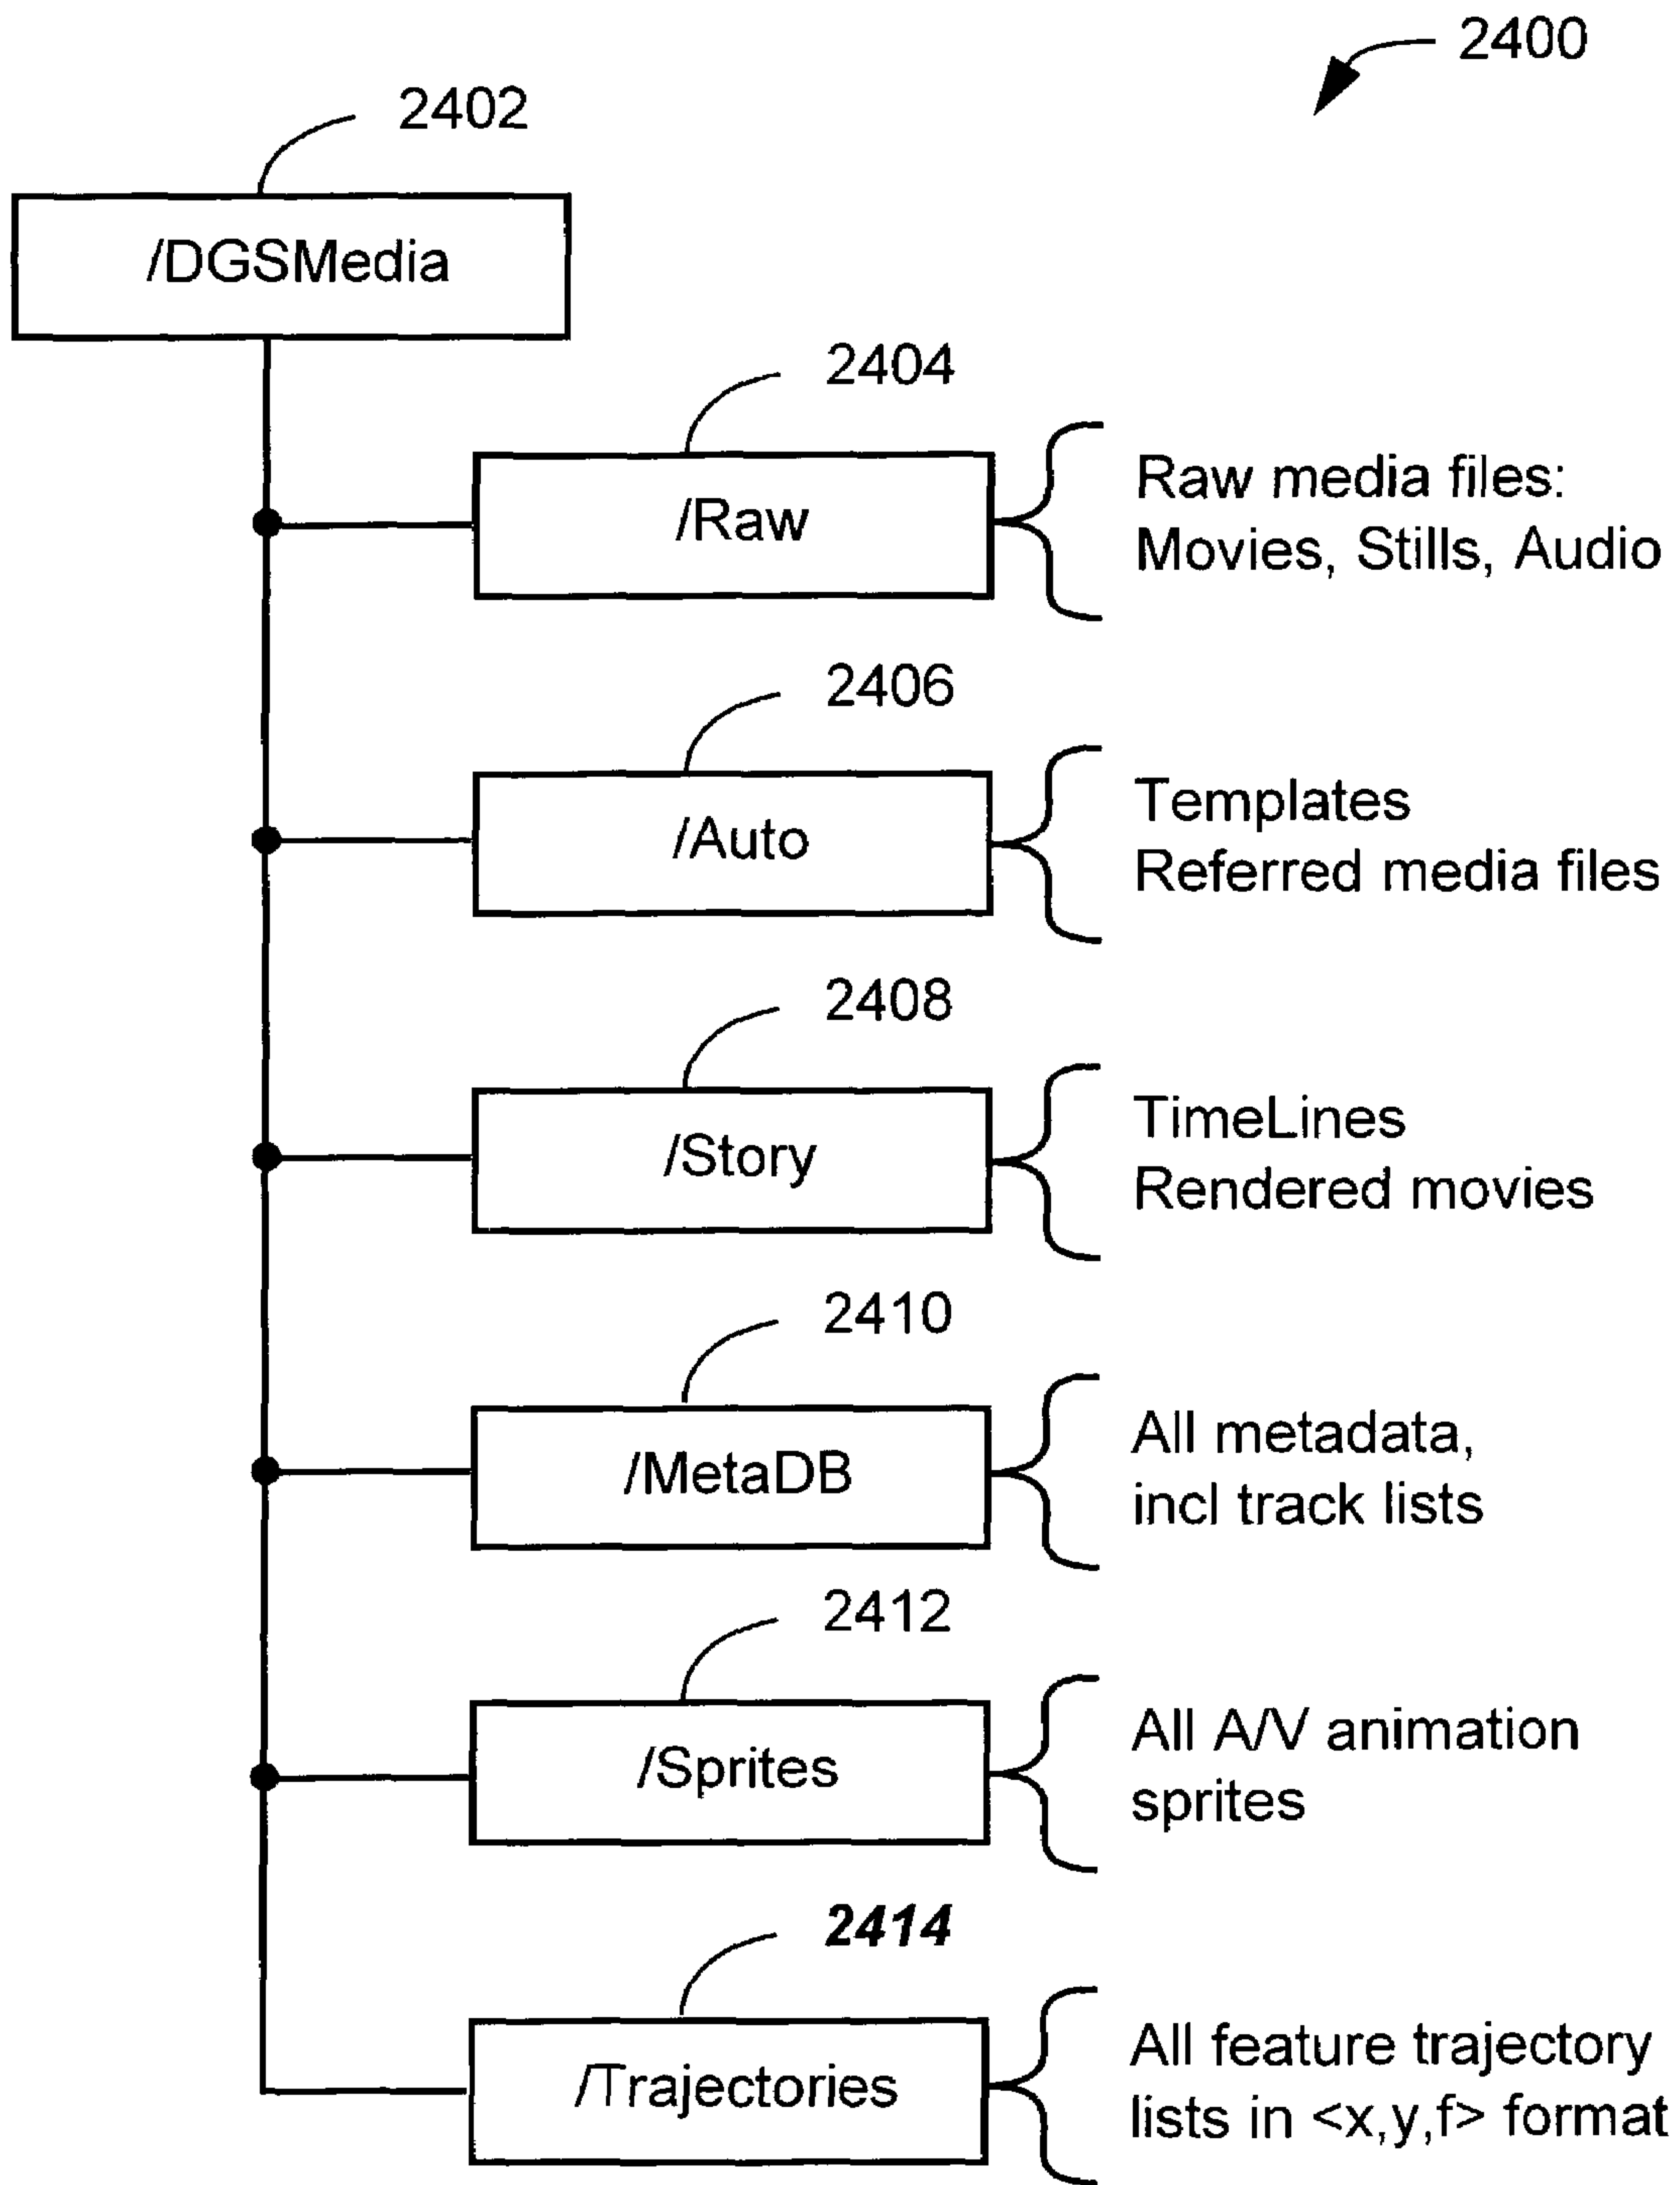 2400
2402
/DGSMedia
2404
/Raw
Raw media files:
Movies, Stills, Audio
2406
/Auto
Templates
Referred media files
2408
/Story
TimeLines
Rendered movies
2410
/MetaDB
All metadata,
incl track lists
2412
/Sprites
All A/V animation
sprites
2414
/Trajectories
All feature trajectory
lists in <x,y,f> format